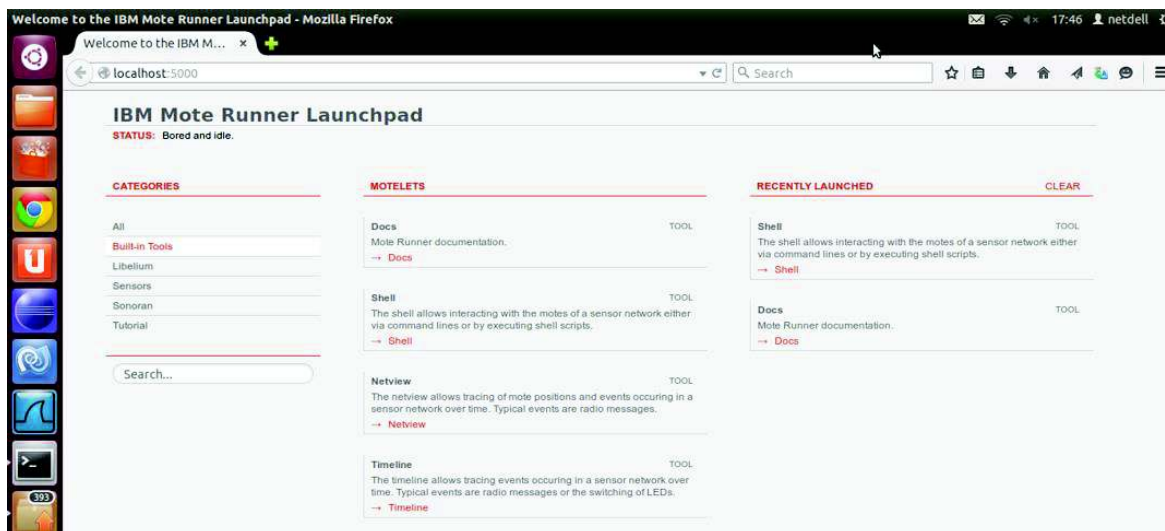 Welcome to the IBM Mote Runner Launchpad - Mozilla Firefox
17:46 netdell
Welcome to the IBM M... ×
localhost:5000
Search
IBM Mote Runner Launchpad
STATUS: Bored and idle.
CATEGORIES
All
Built-in Tools
Libelium
Sensors
Sonoran
Tutorial
Search...
MOTELETS
Docs TOOL
Mote Runner documentation.
→ Docs
Shell TOOL
The shell allows interacting with the motes of a sensor network either
via command lines or by executing shell scripts.
→ Shell
Netview TOOL
The netview allows tracing of mote positions and events occuring in a
sensor network over time. Typical events are radio messages.
→ Netview
Timeline TOOL
The timeline allows tracing events occuring in a sensor network over
time. Typical events are radio messages or the switching of LEDs.
→ Timeline
RECENTLY LAUNCHED CLEAR
Shell TOOL
The shell allows interacting with the motes of a sensor network either
via command lines or by executing shell scripts.
→ Shell
Docs TOOL
Mote Runner documentation.
→ Docs
393